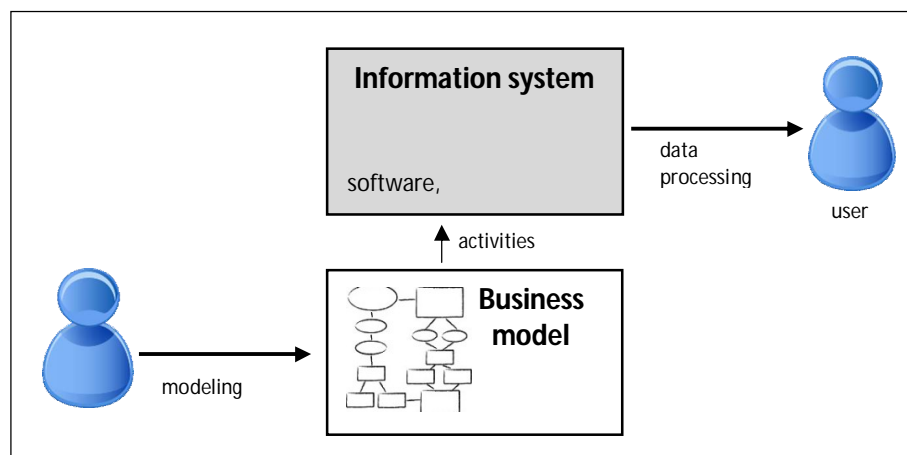 Information system
software,
data
processing
user
activities
Business
model
modeling